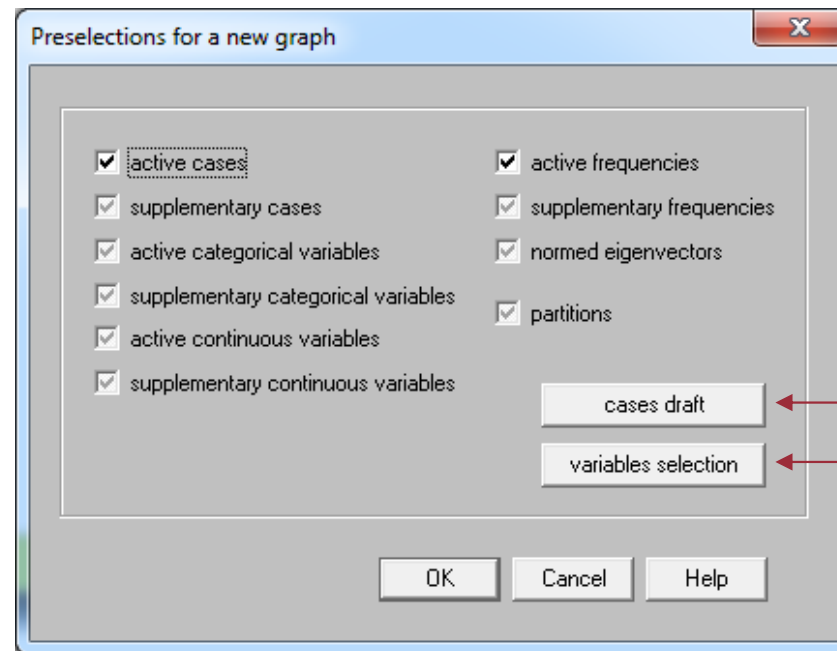 Preselections for a new graph
active cases
supplementary cases
active categorical variables
supplementary categorical variables
active continuous variables
supplementary continuous variables
active frequencies
supplementary frequencies
normed eigenvectors
partitions
cases draft
variables selection
OK
Cancel
Help